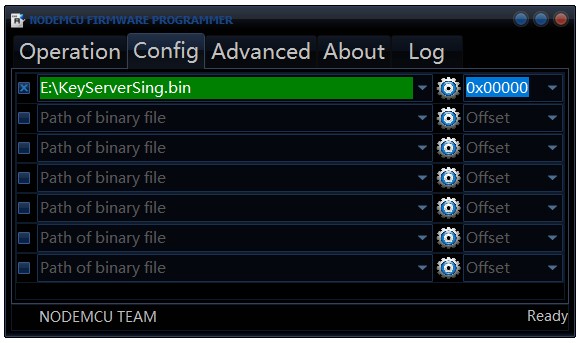 NODEMCU FIRMWARE PROGRAMMER
Operation Config Advanced About Log
E:\KeyServerSing.bin 0x00000
Path of binary file Offset
Path of binary file Offset
Path of binary file Offset
Path of binary file Offset
Path of binary file Offset
Path of binary file Offset
NODEMCU TEAM Ready